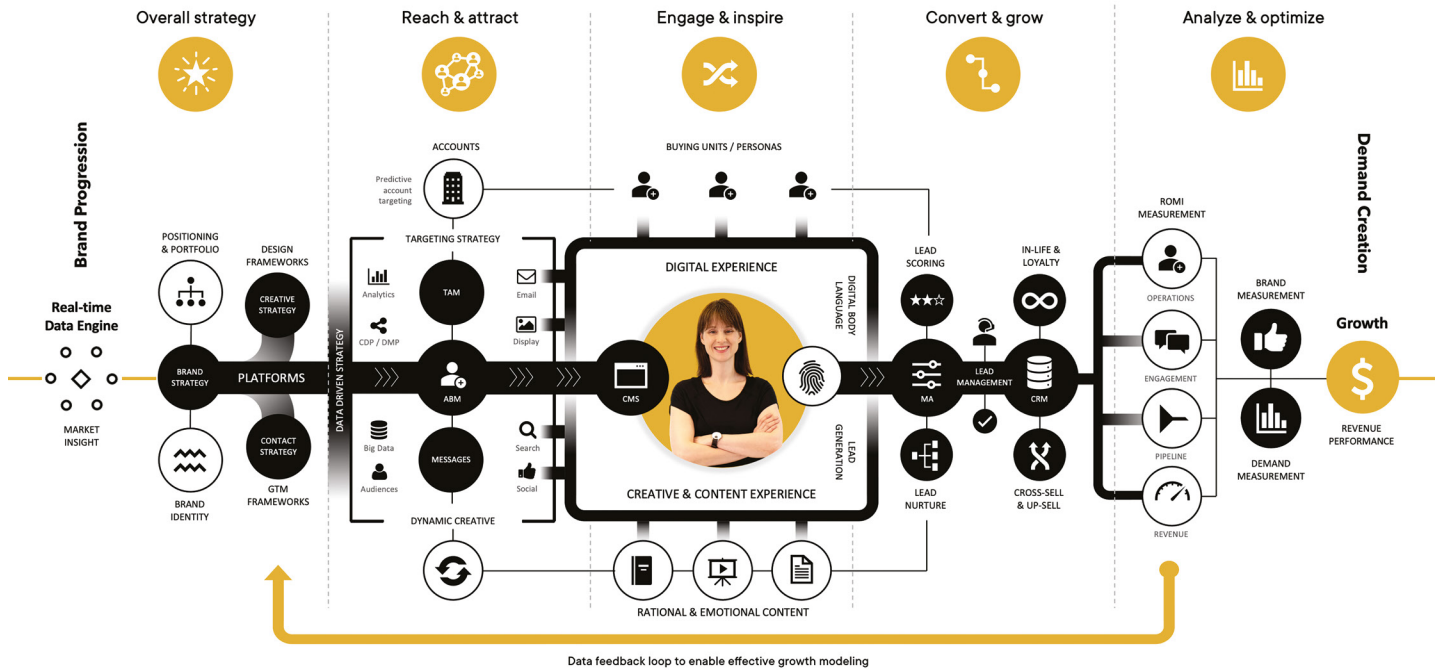 Overall strategy
Reach & attract
Engage & inspire
Convert & grow
Analyze & optimize
Brand Progression
Real-time
Data Engine
MARKET
INSIGHT
POSITIONING
& PORTFOLIO
DESIGN
FRAMEWORKS
CREATIVE
STRATEGY
BRAND
STRATEGY
PLATFORMS
CONTACT
STRATEGY
BRAND
IDENTITY
GTM
FRAMEWORKS
DATA DRIVEN STRATEGY
ACCOUNTS
Predictive
account
targeting
TARGETING STRATEGY
Analytics
TAM
Email
CDP / DMP
Display
ABM
Big Data
MESSAGES
Search
Audiences
Social
DYNAMIC CREATIVE
BUYING UNITS / PERSONAS
DIGITAL EXPERIENCE
DIGITAL BODY
LANGUAGE
CMS
LEAD
GENERATION
CREATIVE & CONTENT EXPERIENCE
RATIONAL & EMOTIONAL CONTENT
LEAD
SCORING
IN-LIFE &
LOYALTY
MA
LEAD
MANAGEMENT
CRM
LEAD
NURTURE
CROSS-SELL
& UP-SELL
ROMI
MEASUREMENT
OPERATIONS
ENGAGEMENT
PIPELINE
REVENUE
BRAND
MEASUREMENT
DEMAND
MEASUREMENT
Demand Creation
Growth
$
REVENUE
PERFORMANCE
Data feedback loop to enable effective growth modeling